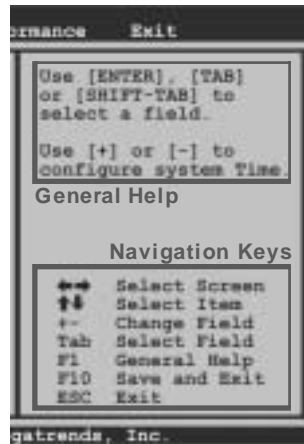 rmance Exit
Use [ENTER], [TAB]
or [SHIFT-TAB] to
select a field.
Use [+] or [-] to
configure system Time.
General Help
Navigation Keys
←→ Select Screen
↑↓ Select Item
+- Change Field
Tab Select Field
F1 General Help
F10 Save and Exit
ESC Exit
gatrends, Inc.